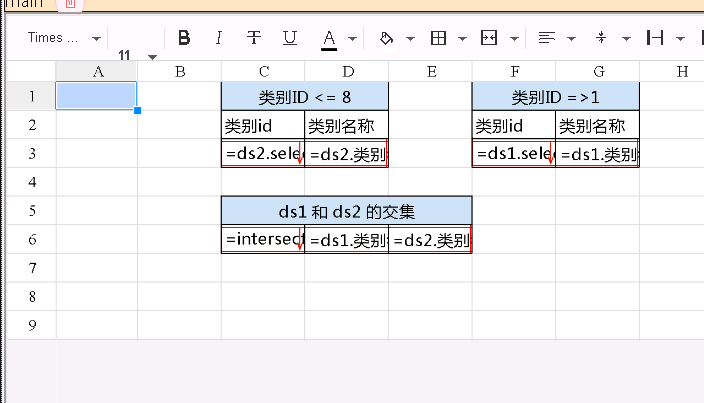 main
Times ...
11
B I T U A
A B C D E F G H
1 类别ID <= 8 类别ID =>1
2 类别id 类别名称 类别id 类别名称
3 =ds2.sele =ds2.类别 =ds1.sele =ds1.类别
4
5 ds1 和 ds2 的交集
6 =intersect =ds1.类别 =ds2.类别
7
8
9